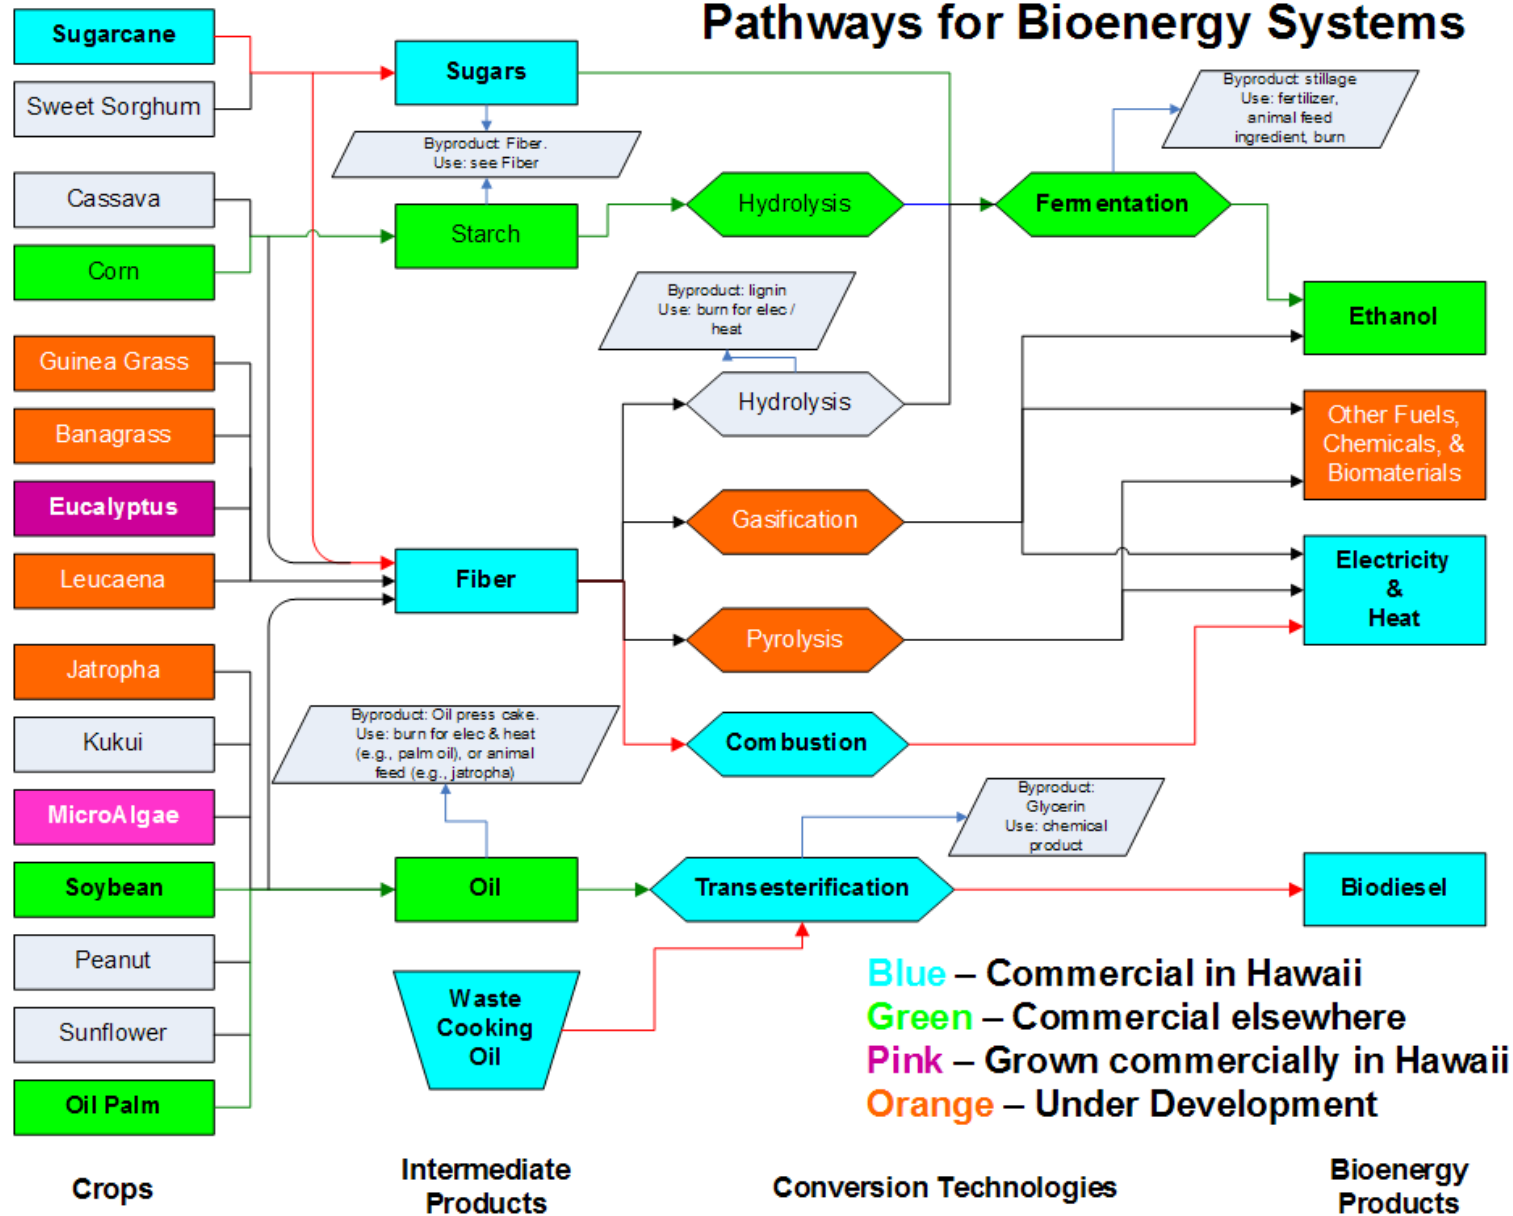 Pathways for Bioenergy Systems
Sugarcane
Sweet Sorghum
Cassava
Corn
Guinea Grass
Banagrass
Eucalyptus
Leucaena
Jatropha
Kukui
MicroAlgae
Soybean
Peanut
Sunflower
Oil Palm
Crops
Sugars
Byproduct: Fiber.
Use: see Fiber
Starch
Fiber
Byproduct: Oil press cake.
Use: burn for elec & heat
(e.g., palm oil), or animal
feed (e.g., jatropha)
Oil
Waste
Cooking
Oil
Intermediate
Products
Hydrolysis
Fermentation
Byproduct: stillage
Use: fertilizer,
animal feed
ingredient, burn
Byproduct: lignin
Use: burn for elec /
heat
Hydrolysis
Gasification
Pyrolysis
Combustion
Byproduct:
Glycerin
Use: chemical
product
Transesterification
Conversion Technologies
Ethanol
Other Fuels,
Chemicals, &
Biomaterials
Electricity
&
Heat
Biodiesel
Blue – Commercial in Hawaii
Green – Commercial elsewhere
Pink – Grown commercially in Hawaii
Orange – Under Development
Bioenergy
Products